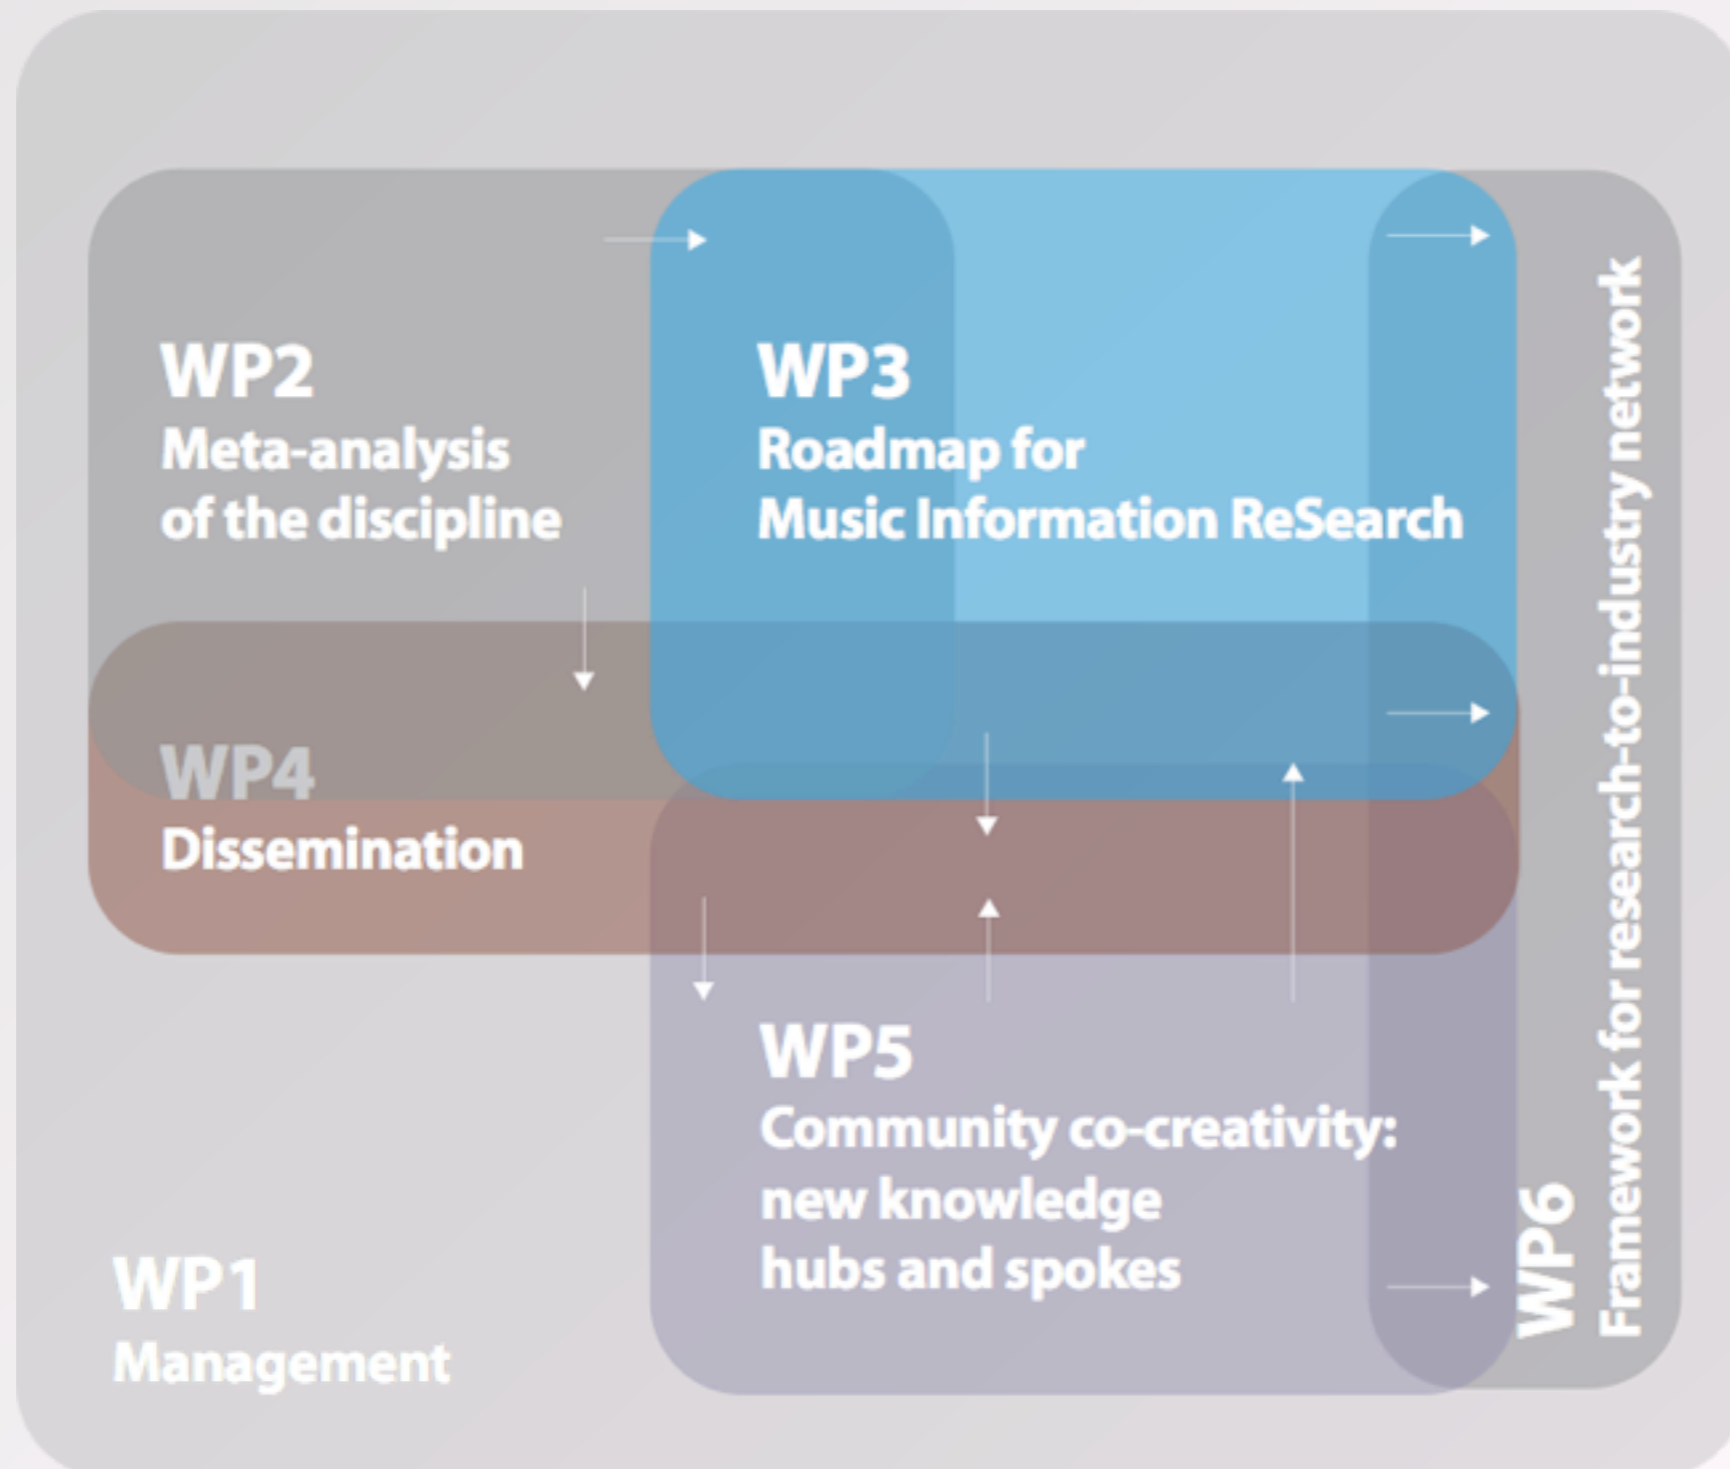 WP2
Meta-analysis
of the discipline
WP3
Roadmap for
Music Information ReSearch
WP4
Dissemination
WP5
Community co-creativity:
new knowledge
hubs and spokes
WP1
Management
WP6
Framework for research-to-industry network